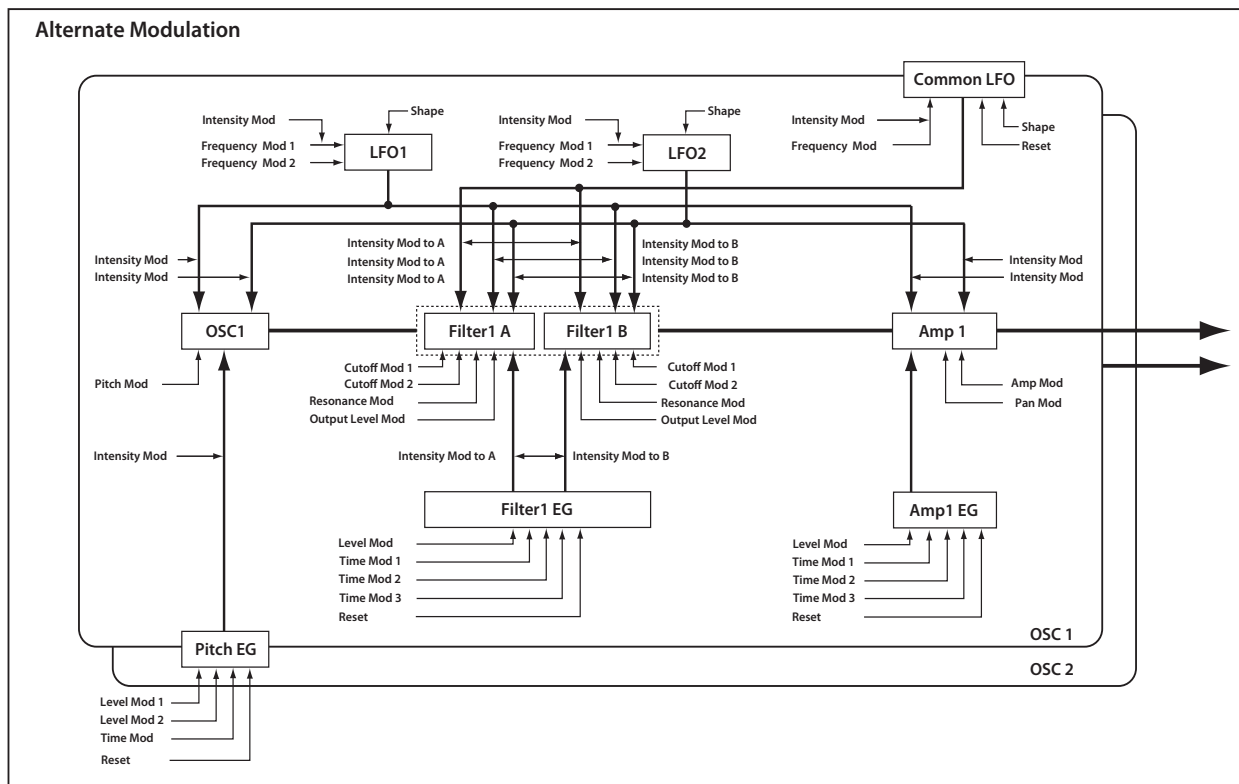 Alternate Modulation
Common LFO
Intensity Mod
Shape
Intensity Mod
Shape
Intensity Mod
Shape
Frequency Mod 1
Frequency Mod 2
LFO1
Frequency Mod 1
Frequency Mod 2
LFO2
Frequency Mod
Reset
Intensity Mod to A
Intensity Mod to B
Intensity Mod
Intensity Mod to A
Intensity Mod to B
Intensity Mod
Intensity Mod
Intensity Mod to A
Intensity Mod to B
Intensity Mod
OSC1
Filter1 A
Filter1 B
Amp 1
Cutoff Mod 1
Cutoff Mod 1
Pitch Mod
Cutoff Mod 2
Cutoff Mod 2
Amp Mod
Resonance Mod
Resonance Mod
Pan Mod
Output Level Mod
Output Level Mod
Intensity Mod
Intensity Mod to A
Intensity Mod to B
Filter1 EG
Amp1 EG
Level Mod
Level Mod
Time Mod 1
Time Mod 1
Time Mod 2
Time Mod 2
Time Mod 3
Time Mod 3
Reset
Reset
OSC 1
Pitch EG
OSC 2
Level Mod 1
Level Mod 2
Time Mod
Reset